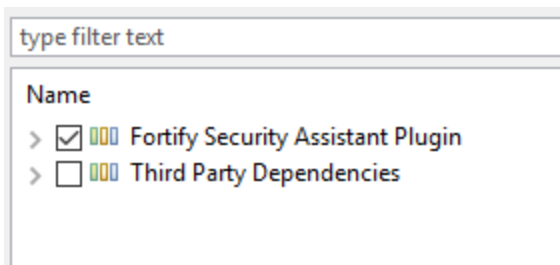 type filter text
Name
Fortify Security Assistant Plugin
Third Party Dependencies